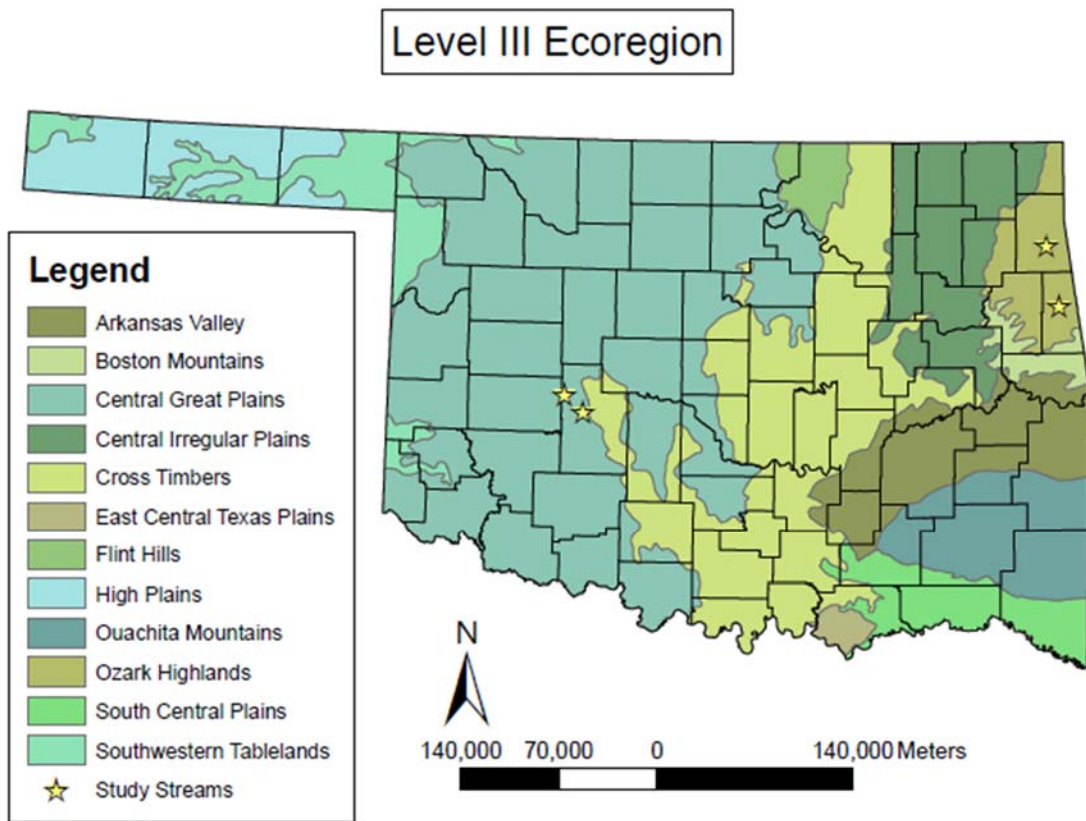 Level III Ecoregion
Legend
Arkansas Valley
Boston Mountains
Central Great Plains
Central Irregular Plains
Cross Timbers
East Central Texas Plains
Flint Hills
High Plains
Ouachita Mountains
Ozark Highlands
South Central Plains
Southwestern Tablelands
Study Streams
N
140,000 70,000 0 140,000 Meters